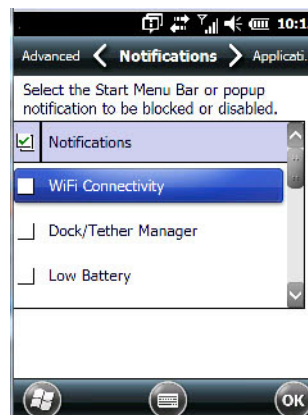 10:1
Advanced Notifications Applicati.
Select the Start Menu Bar or popup
notification to be blocked or disabled.
Notifications
WiFi Connectivity
Dock/Tether Manager
Low Battery
OK